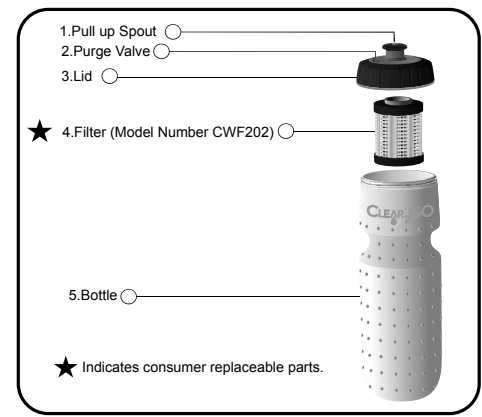 1.Pull up Spout
2.Purge Valve
3.Lid
4.Filter (Model Number CWF202)
CLEAR2GO
5.Bottle
Indicates consumer replaceable parts.